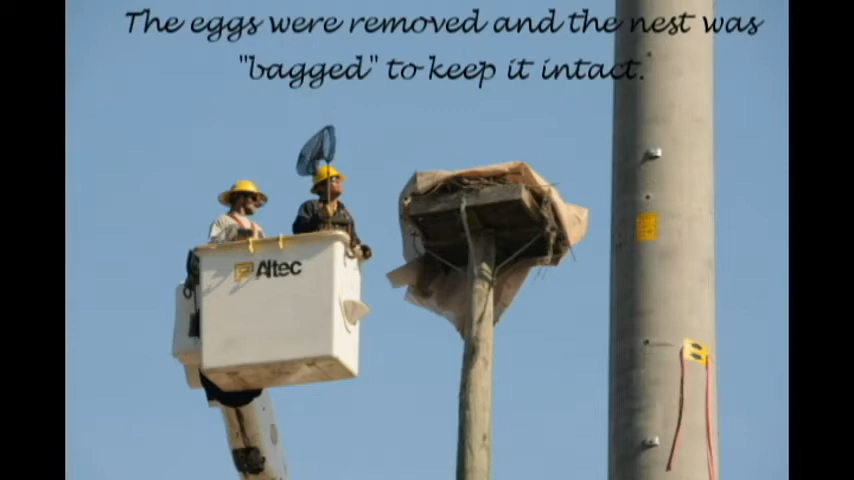 The eggs were removed and the nest was
"bagged" to keep it intact.
Altec